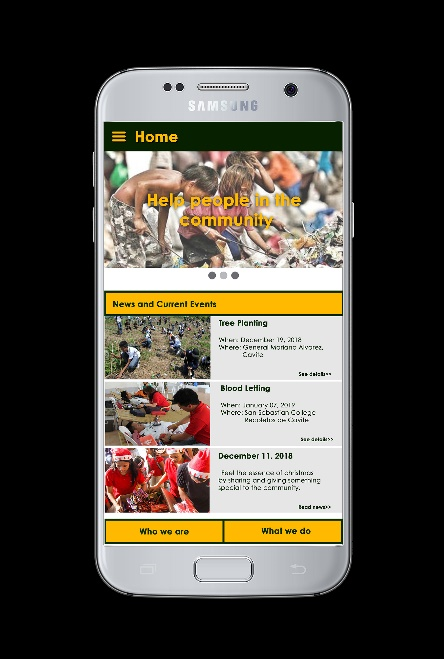 SAMSUNG
Home
Help people in the
community
News and Current Events
Tree Planting
When: December 19, 2018
Where: General Mariano Alvarez,
Cavite
See details>>
Blood Letting
When: January 07, 2019
Where: San Sebastian College
Recoletos de Cavite
See details>>
December 11, 2018
Feel the essence of christmas
by sharing and giving something
special to the community.
Read news>>
Who we are
What we do